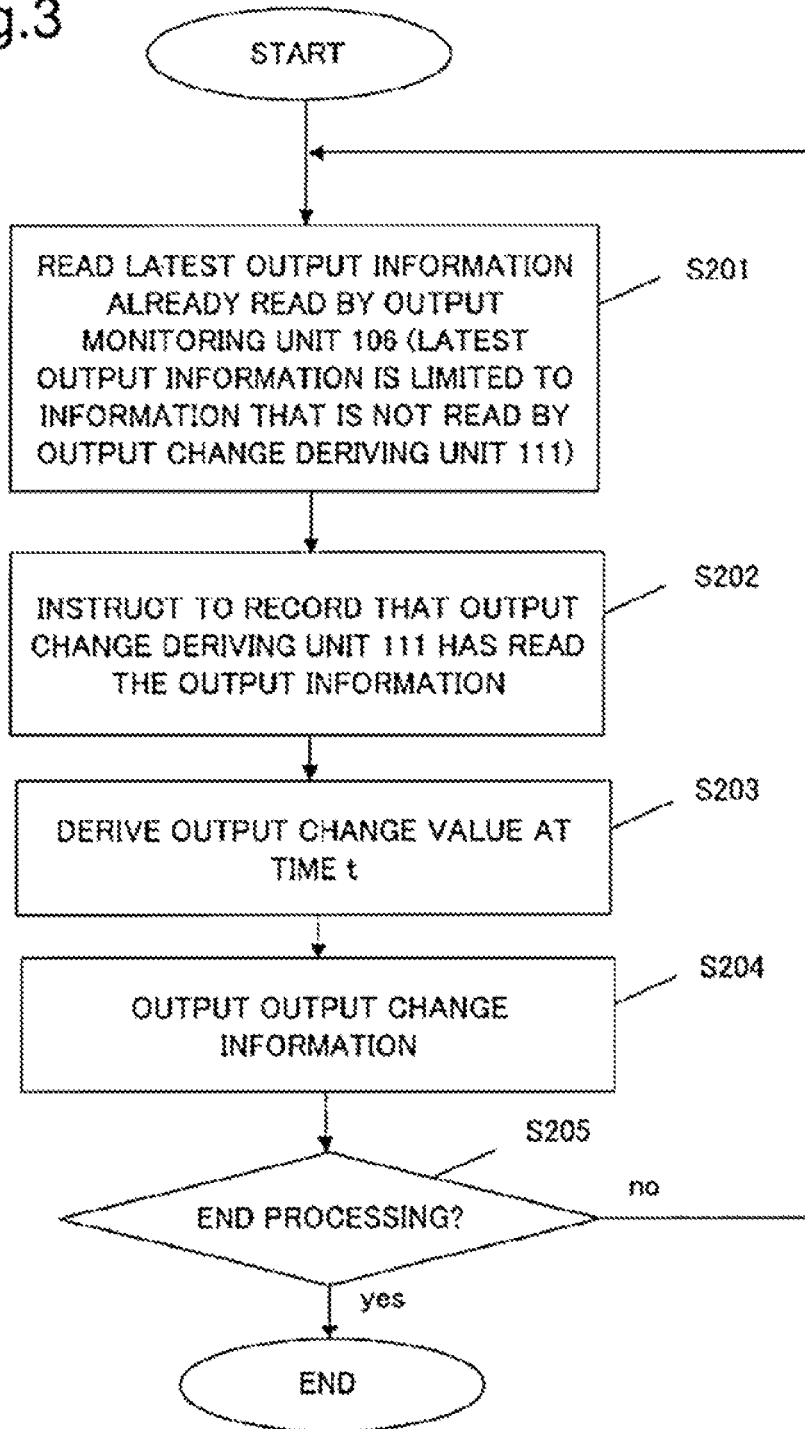 g.3
START
READ LATEST OUTPUT INFORMATION
ALREADY READ BY OUTPUT
MONITORING UNIT 106 (LATEST
OUTPUT INFORMATION IS LIMITED TO
INFORMATION THAT IS NOT READ BY
OUTPUT CHANGE DERIVING UNIT 111)
S201
INSTRUCT TO RECORD THAT OUTPUT
CHANGE DERIVING UNIT 111 HAS READ
THE OUTPUT INFORMATION
S202
DERIVE OUTPUT CHANGE VALUE AT
TIME t
S203
OUTPUT OUTPUT CHANGE
INFORMATION
S204
END PROCESSING?
S205
no
yes
END